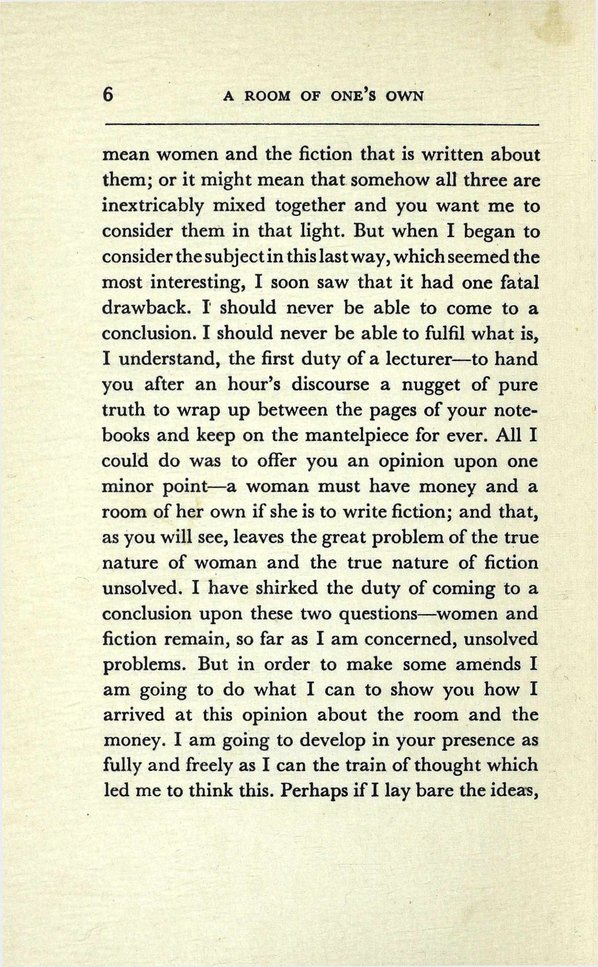 6 A ROOM OF ONE'S OWN
mean women and the fiction that is written about
them; or it might mean that somehow all three are
inextricably mixed together and you want me to
consider them in that light. But when I began to
consider the subject in this last way, which seemed the
most interesting, I soon saw that it had one fatal
drawback. I should never be able to come to a
conclusion. I should never be able to fulfil what is,
I understand, the first duty of a lecturer—to hand
you after an hour's discourse a nugget of pure
truth to wrap up between the pages of your note-
books and keep on the mantelpiece for ever. All I
could do was to offer you an opinion upon one
minor point—a woman must have money and a
room of her own if she is to write fiction; and that,
as you will see, leaves the great problem of the true
nature of woman and the true nature of fiction
unsolved. I have shirked the duty of coming to a
conclusion upon these two questions—women and
fiction remain, so far as I am concerned, unsolved
problems. But in order to make some amends I
am going to do what I can to show you how I
arrived at this opinion about the room and the
money. I am going to develop in your presence as
fully and freely as I can the train of thought which
led me to think this. Perhaps if I lay bare the ideas,